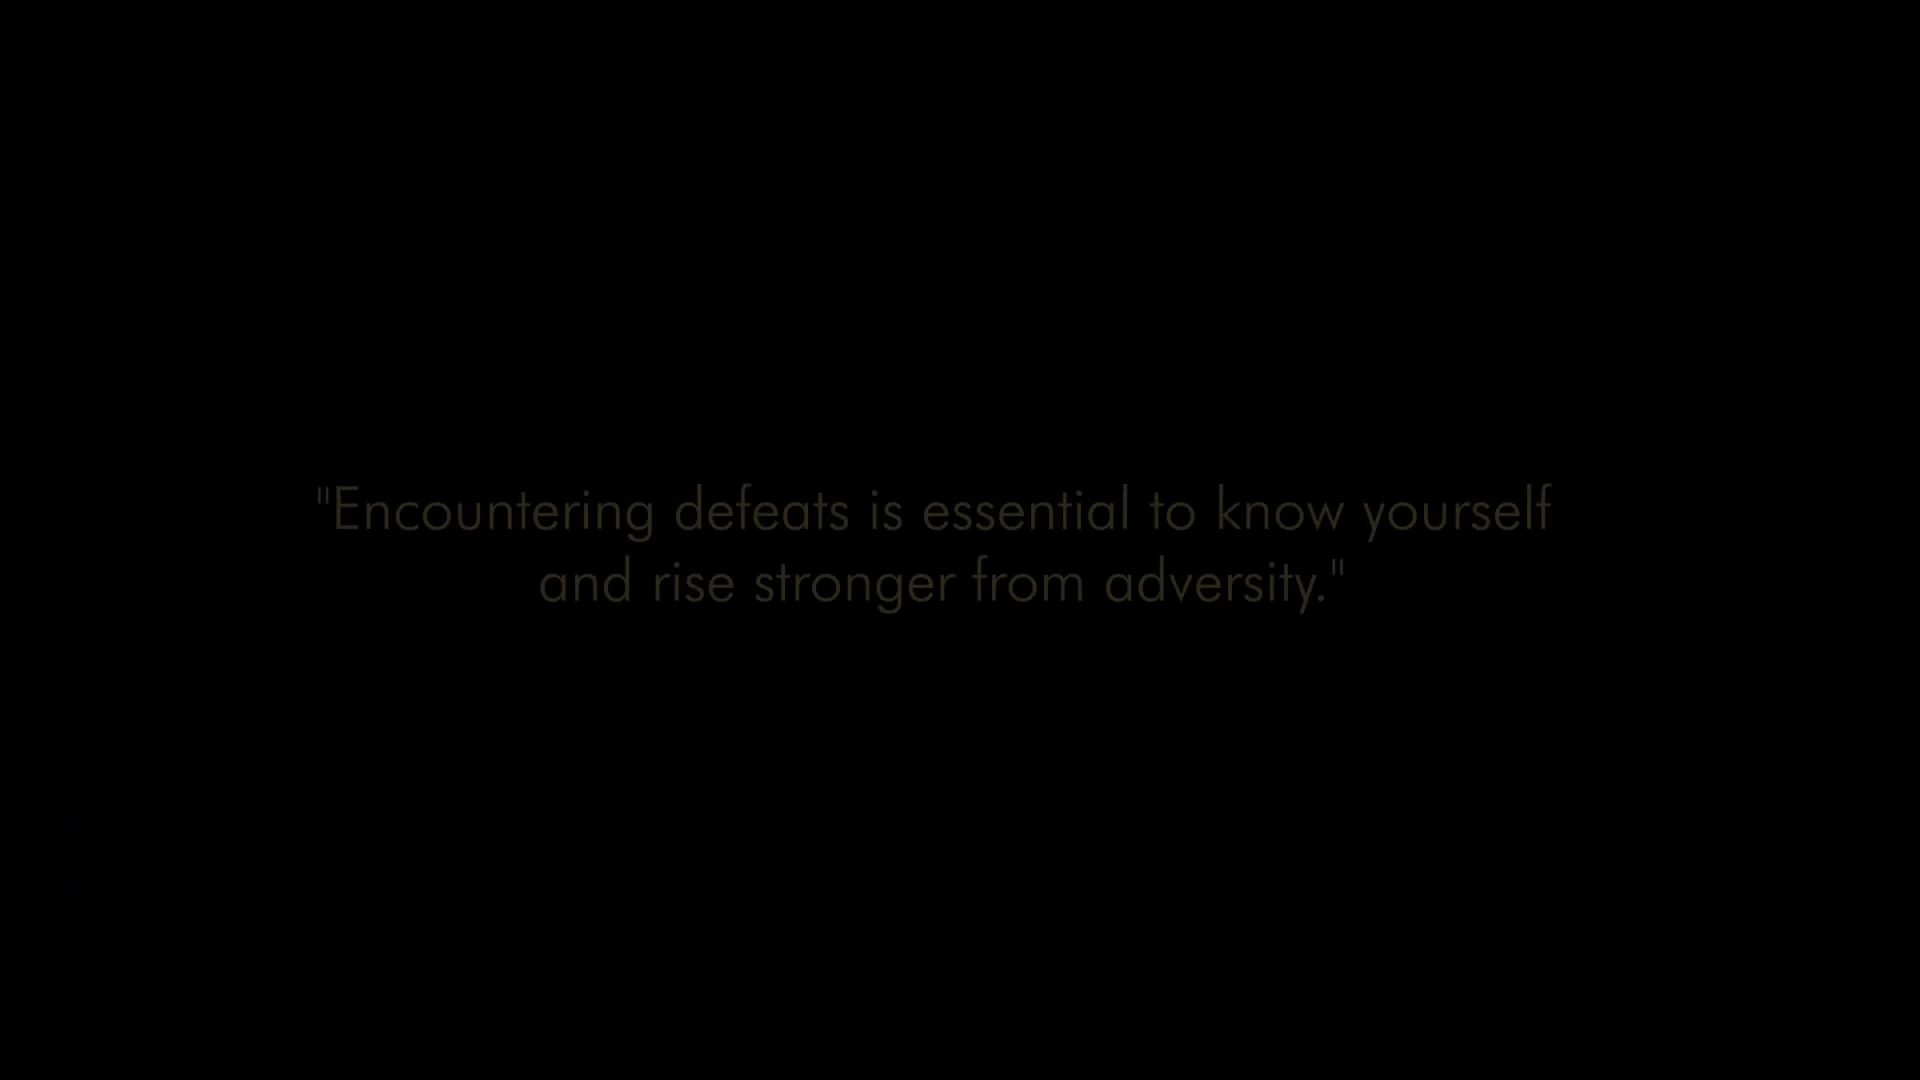 "Encountering defeats is essential to know yourself
and rise stronger from adversity."